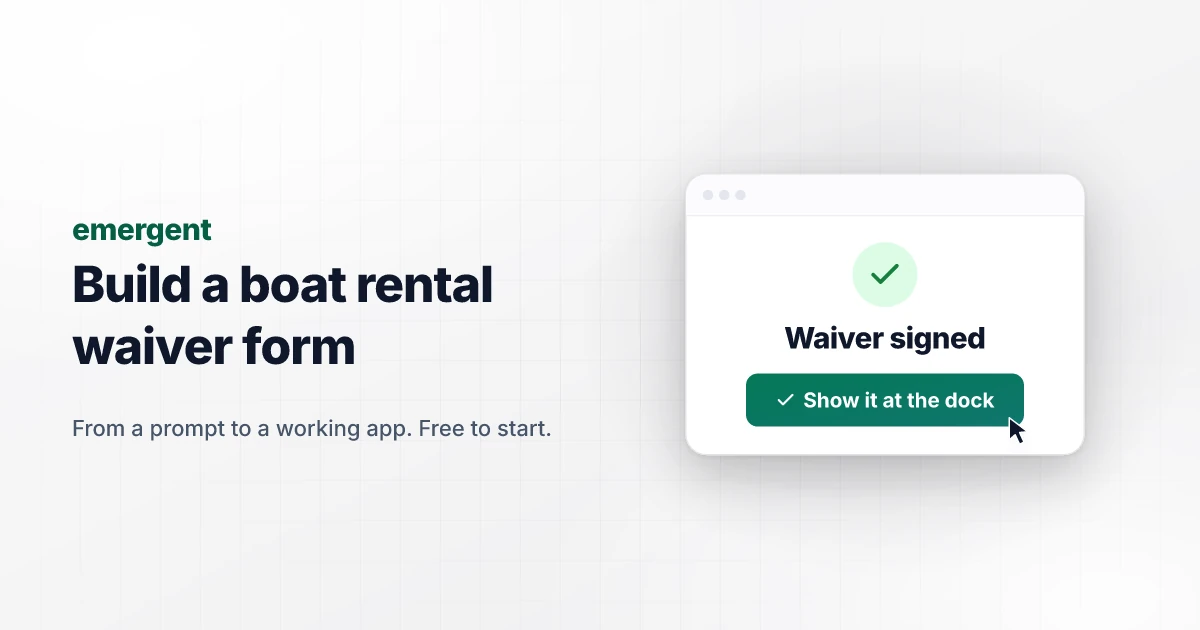 emergent
Build a boat rental
waiver form
From a prompt to a working app. Free to start.
Waiver signed
Show it at the dock